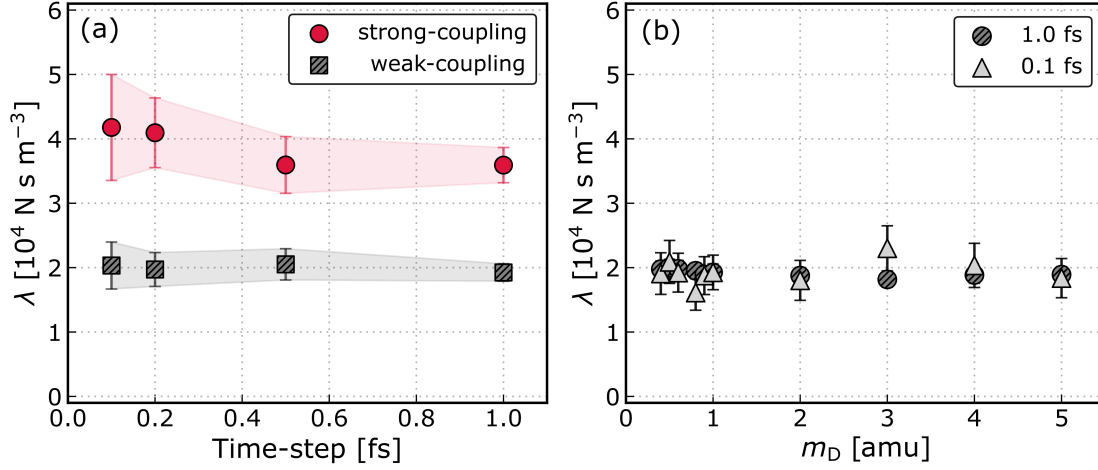 (a)
strong-coupling
weak-coupling
λ [10⁴ N s m⁻³]
6
5
4
3
2
1
0
0.0 0.2 0.4 0.6 0.8 1.0
Time-step [fs]
(b)
1.0 fs
0.1 fs
λ [10⁴ N s m⁻³]
6
5
4
3
2
1
0
0 1 2 3 4 5
m_D [amu]